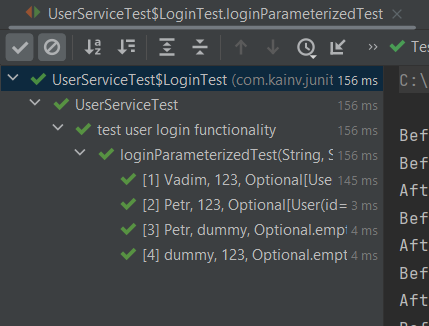 UserServiceTest$LoginTest.loginParameterizedTest
Te
UserServiceTest$LoginTest (com.kainv.junit 156 ms
UserServiceTest 156 ms
test user login functionality 156 ms
loginParameterizedTest(String, S 156 ms
[1] Vadim, 123, Optional[Use 145 ms
[2] Petr, 123, Optional[User(id= 3 ms
[3] Petr, dummy, Optional.empt 4 ms
[4] dummy, 123, Optional.empt 4 ms
C:\
Bef
Bef
Aft
Bef
Aft
Bef
Aft
Bef